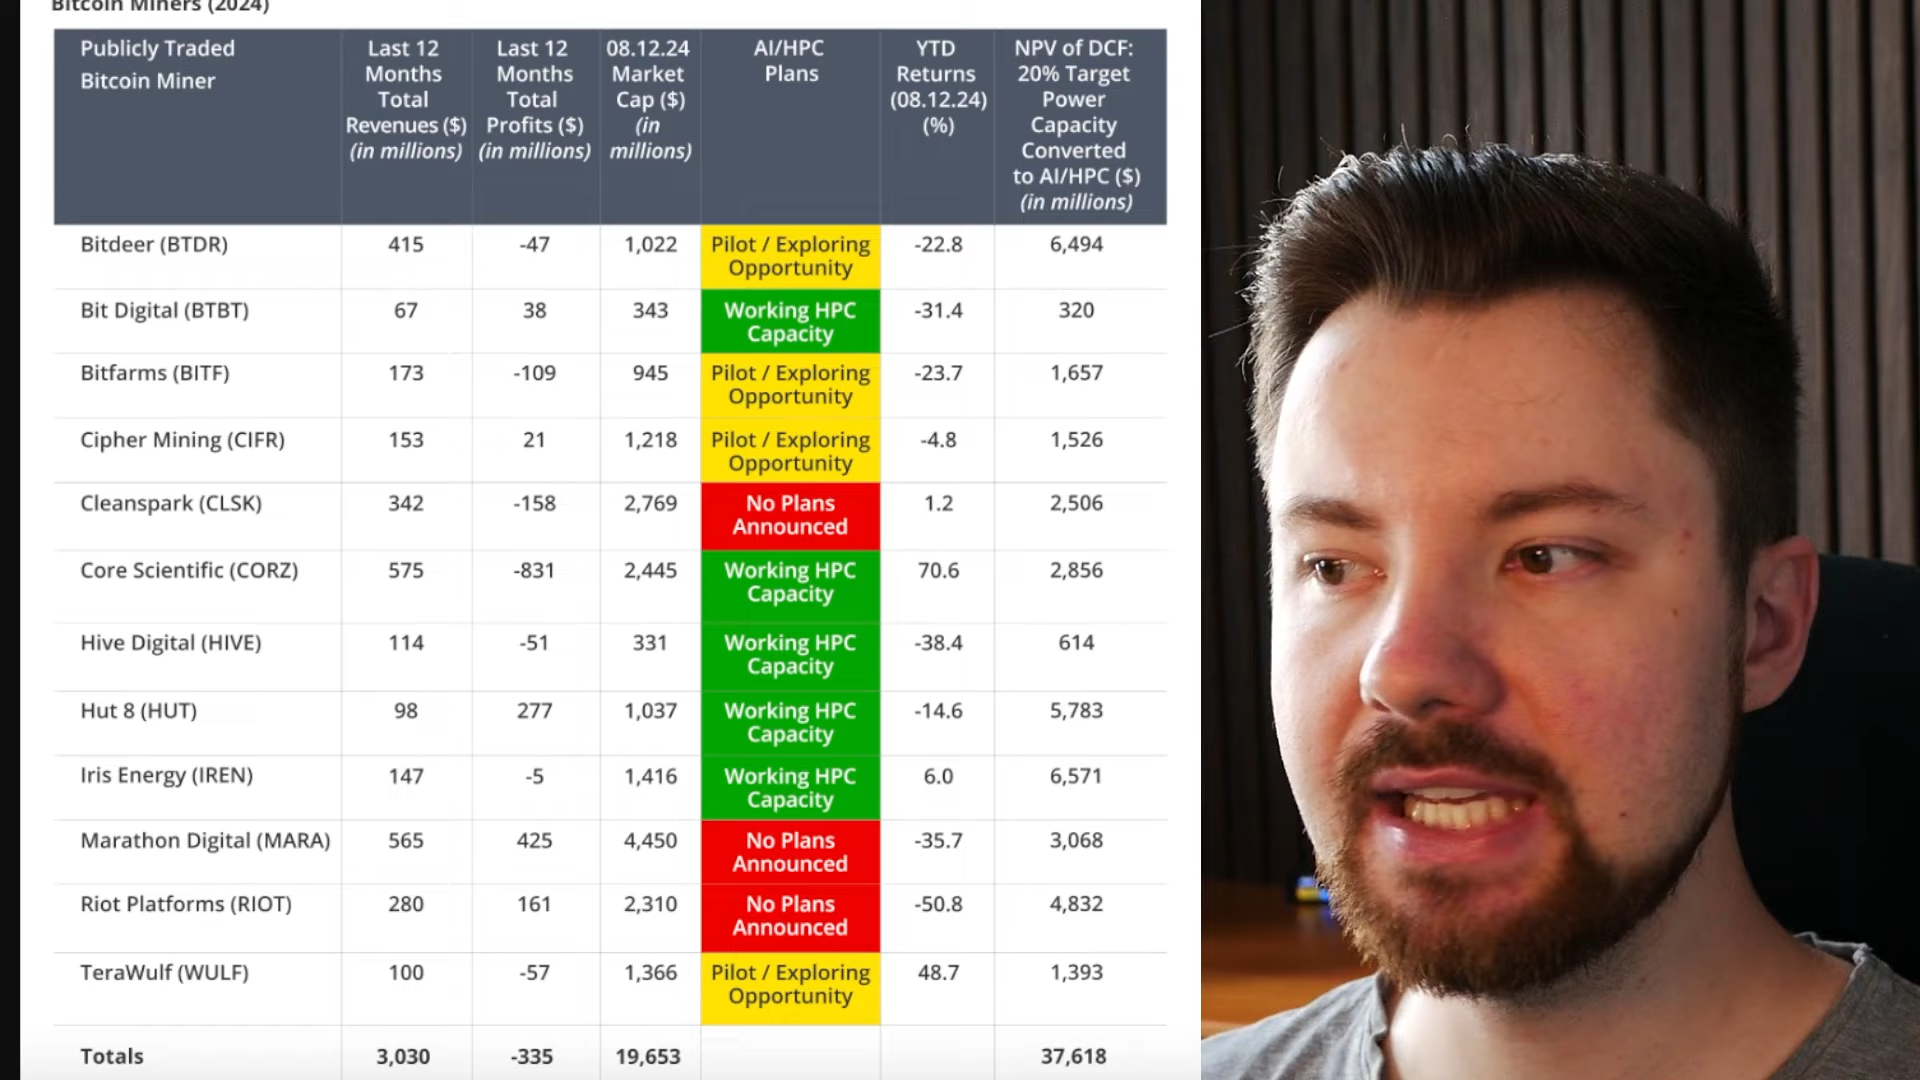 Bitcoin Miners (2024)
Publicly Traded
Bitcoin Miner
Last 12
Months
Total
Revenues ($)
(in millions)
Last 12
Months
Total
Profits ($)
(in millions)
08.12.24
Market
Cap ($)
(in
millions)
AI/HPC
Plans
YTD
Returns
(08.12.24)
(%)
NPV of DCF:
20% Target
Power
Capacity
Converted
to AI/HPC ($)
(in millions)
Bitdeer (BTDR) 415 -47 1,022 Pilot / Exploring -22.8 6,494
Opportunity
Bit Digital (BTBT) 67 38 343 Working HPC -31.4 320
Capacity
Bitfarms (BITF) 173 -109 945 Pilot / Exploring -23.7 1,657
Opportunity
Cipher Mining (CIFR) 153 21 1,218 Pilot / Exploring -4.8 1,526
Opportunity
Cleanspark (CLSK) 342 -158 2,769 No Plans 1.2 2,506
Announced
Core Scientific (CORZ) 575 -831 2,445 Working HPC 70.6 2,856
Capacity
Hive Digital (HIVE) 114 -51 331 Working HPC -38.4 614
Capacity
Hut 8 (HUT) 98 277 1,037 Working HPC -14.6 5,783
Capacity
Iris Energy (IREN) 147 -5 1,416 Working HPC 6.0 6,571
Capacity
Marathon Digital (MARA) 565 425 4,450 No Plans -35.7 3,068
Announced
Riot Platforms (RIOT) 280 161 2,310 No Plans -50.8 4,832
Announced
TeraWulf (WULF) 100 -57 1,366 Pilot / Exploring 48.7 1,393
Opportunity
Totals 3,030 -335 19,653 37,618